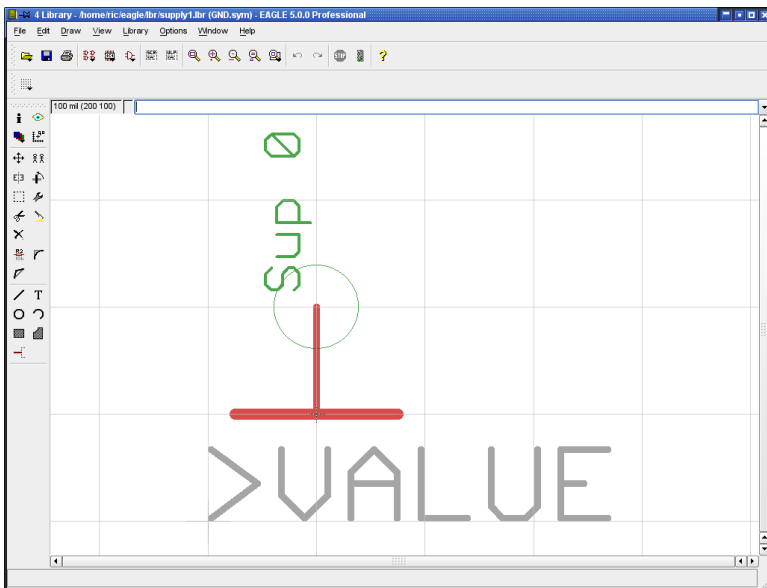 4 Library - /home/ric/eagle/lbr/supply1.lbr (GND.sym) - EAGLE 5.0.0 Professional
File Edit Draw View Library Options Window Help
100 mil (200 100)
Sup 0
>VALUE